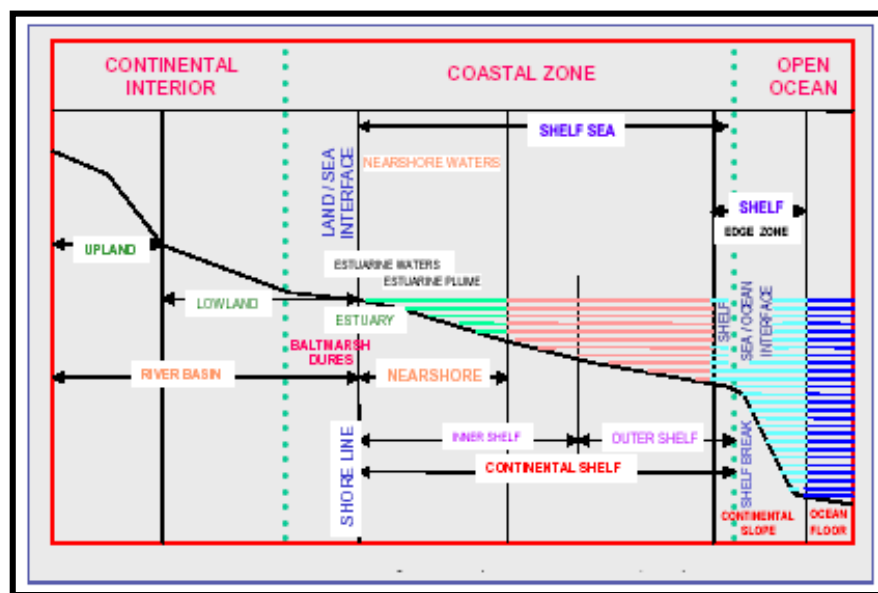 CONTINENTAL
INTERIOR
COASTAL ZONE
OPEN
OCEAN
SHELF SEA
LAND / SEA
INTERFACE
NEARSHORE WATERS
SHELF
EDGE ZONE
UPLAND
ESTUARINE WATERS
ESTUARINE PLUME
LOWLAND
ESTUARY
BALTMARSH
DURES
SHELF
SEA / OCEAN
INTERFACE
RIVER BASIN
NEARSHORE
SHORE LINE
INNER SHELF
OUTER SHELF
CONTINENTAL SHELF
SHELF BREAK
CONTINENTAL
SLOPE
OCEAN
FLOOR